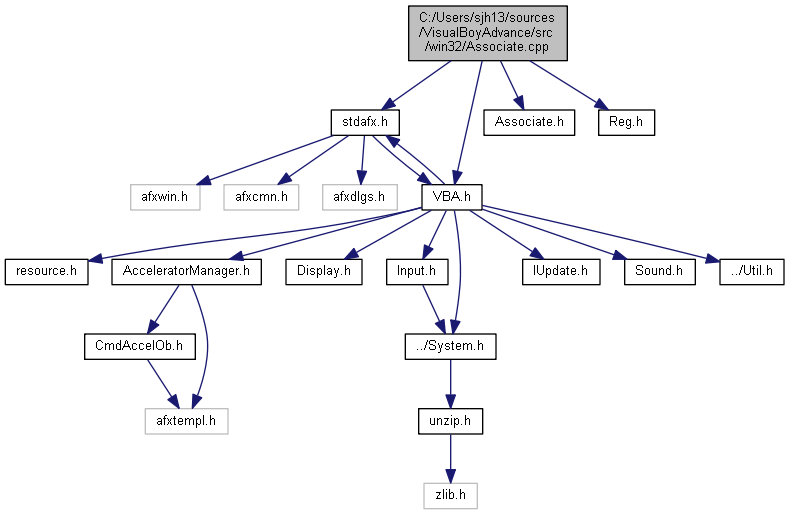 C:/Users/sjh13/sources
/VisualBoyAdvance/src
/win32/Associate.cpp
stdafx.h
Associate.h
Reg.h
afxwin.h
afxcmn.h
afxdlgs.h
VBA.h
resource.h
AcceleratorManager.h
Display.h
Input.h
IUpdate.h
Sound.h
../Util.h
CmdAccelOb.h
../System.h
afxtempl.h
unzip.h
zlib.h